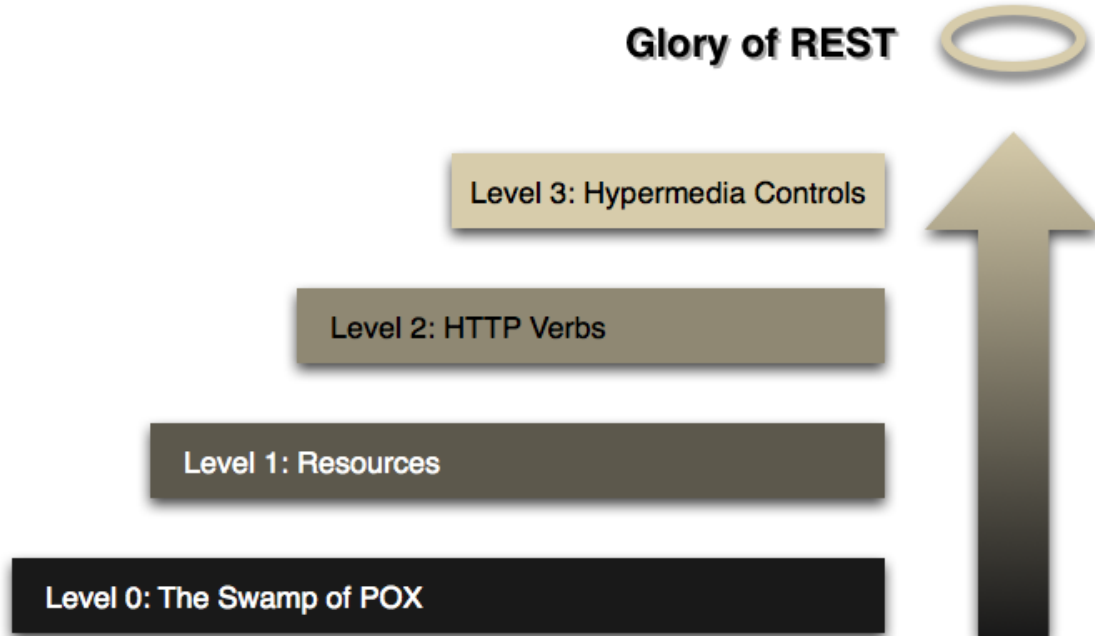 Glory of REST
Level 3: Hypermedia Controls
Level 2: HTTP Verbs
Level 1: Resources
Level 0: The Swamp of POX